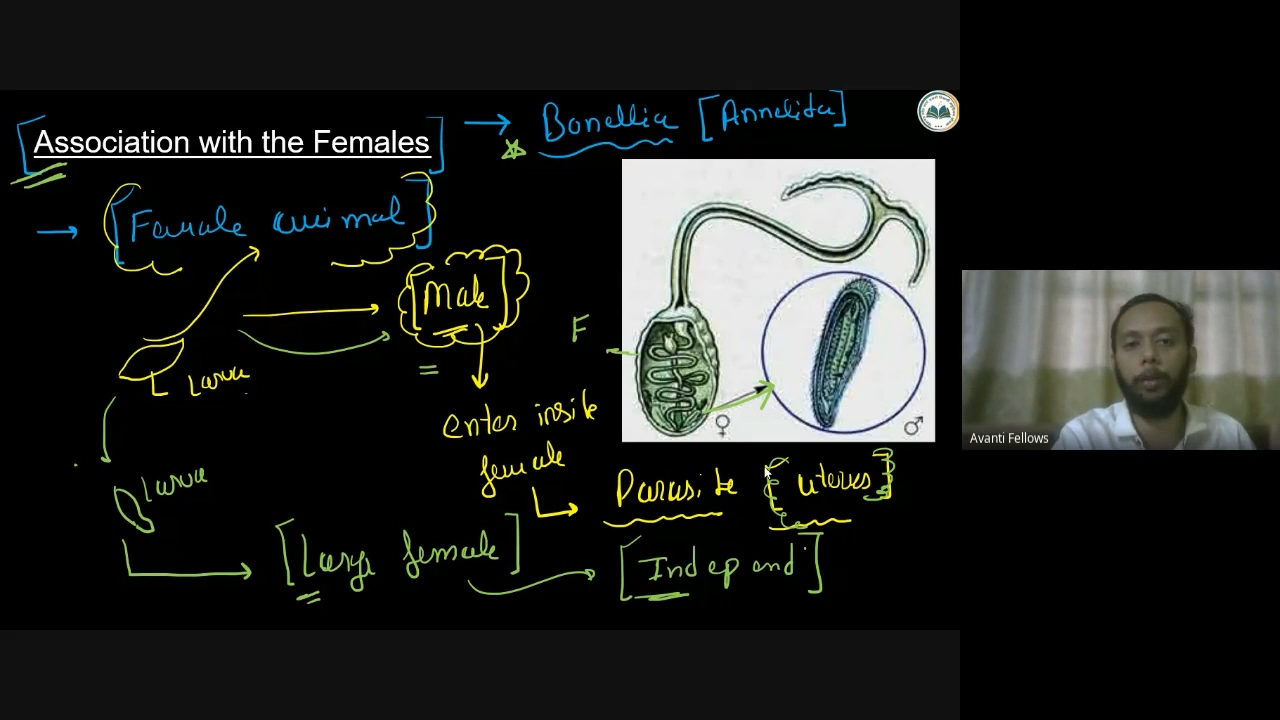 [Association with the Females] → Bonellia [Annelida]
→ [Female animal]
[Male]
F
Larva
=
enter inside
female
♀
♂
Avanti Fellows
Larva
Parasite [uterus]
[Large female]
[Independ]